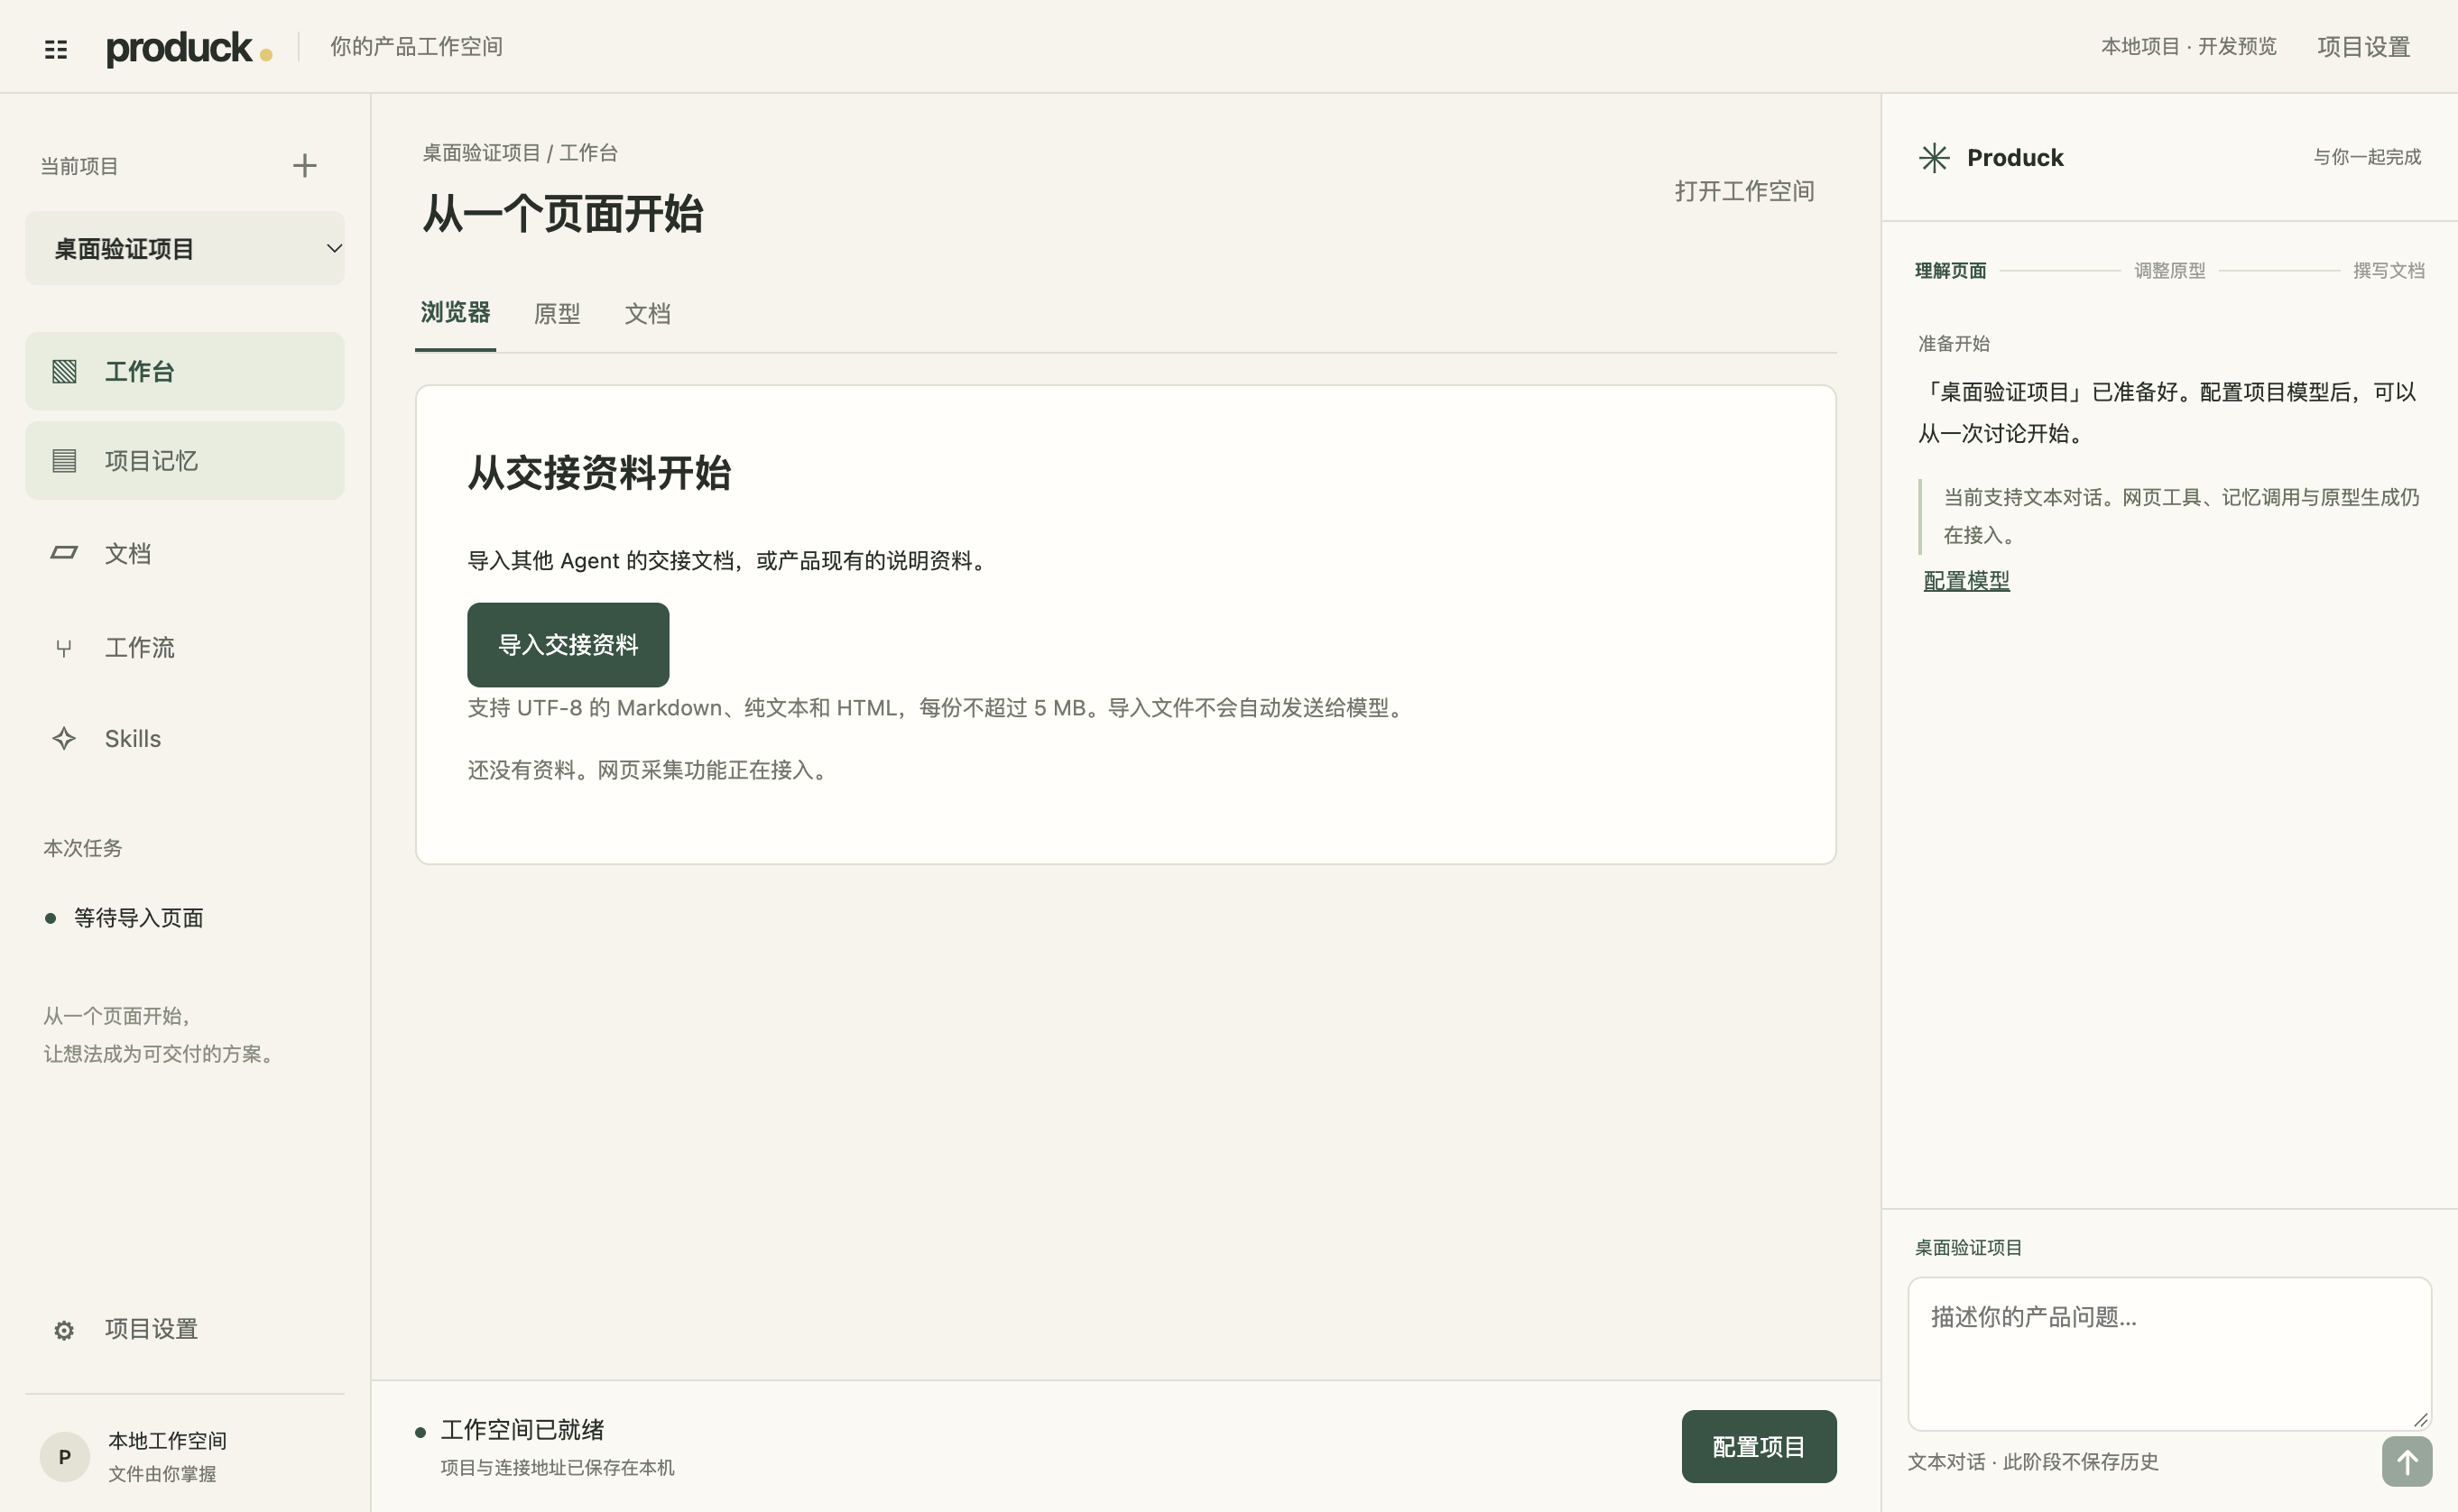 produck
你的产品工作空间
本地项目 · 开发预览
项目设置
当前项目
桌面验证项目
工作台
项目记忆
文档
工作流
Skills
本次任务
等待导入页面
从一个页面开始，
让想法成为可交付的方案。
项目设置
P
本地工作空间
文件由你掌握
桌面验证项目 / 工作台
从一个页面开始
打开工作空间
浏览器
原型
文档
从交接资料开始
导入其他 Agent 的交接文档，或产品现有的说明资料。
导入交接资料
支持 UTF-8 的 Markdown、纯文本和 HTML，每份不超过 5 MB。导入文件不会自动发送给模型。
还没有资料。网页采集功能正在接入。
工作空间已就绪
项目与连接地址已保存在本机
配置项目
Produck
与你一起完成
理解页面
调整原型
撰写文档
准备开始
「桌面验证项目」已准备好。配置项目模型后，可以
从一次讨论开始。
当前支持文本对话。网页工具、记忆调用与原型生成仍
在接入。
配置模型
桌面验证项目
描述你的产品问题...
文本对话 · 此阶段不保存历史